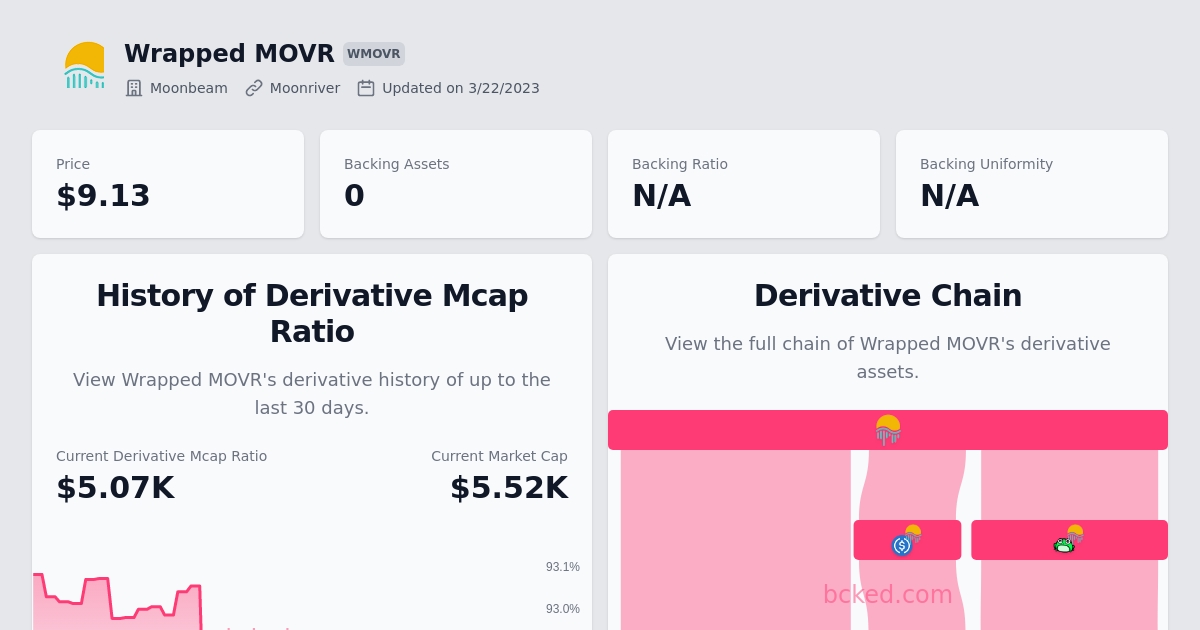 Wrapped MOVR WMOVR
Moonbeam Moonriver Updated on 3/22/2023
Price
$9.13
Backing Assets
0
Backing Ratio
N/A
Backing Uniformity
N/A
History of Derivative Mcap
Ratio
View Wrapped MOVR's derivative history of up to the
last 30 days.
Current Derivative Mcap Ratio
$5.07K
Current Market Cap
$5.52K
93.1%
93.0%
Derivative Chain
View the full chain of Wrapped MOVR's derivative
assets.
bcked.com